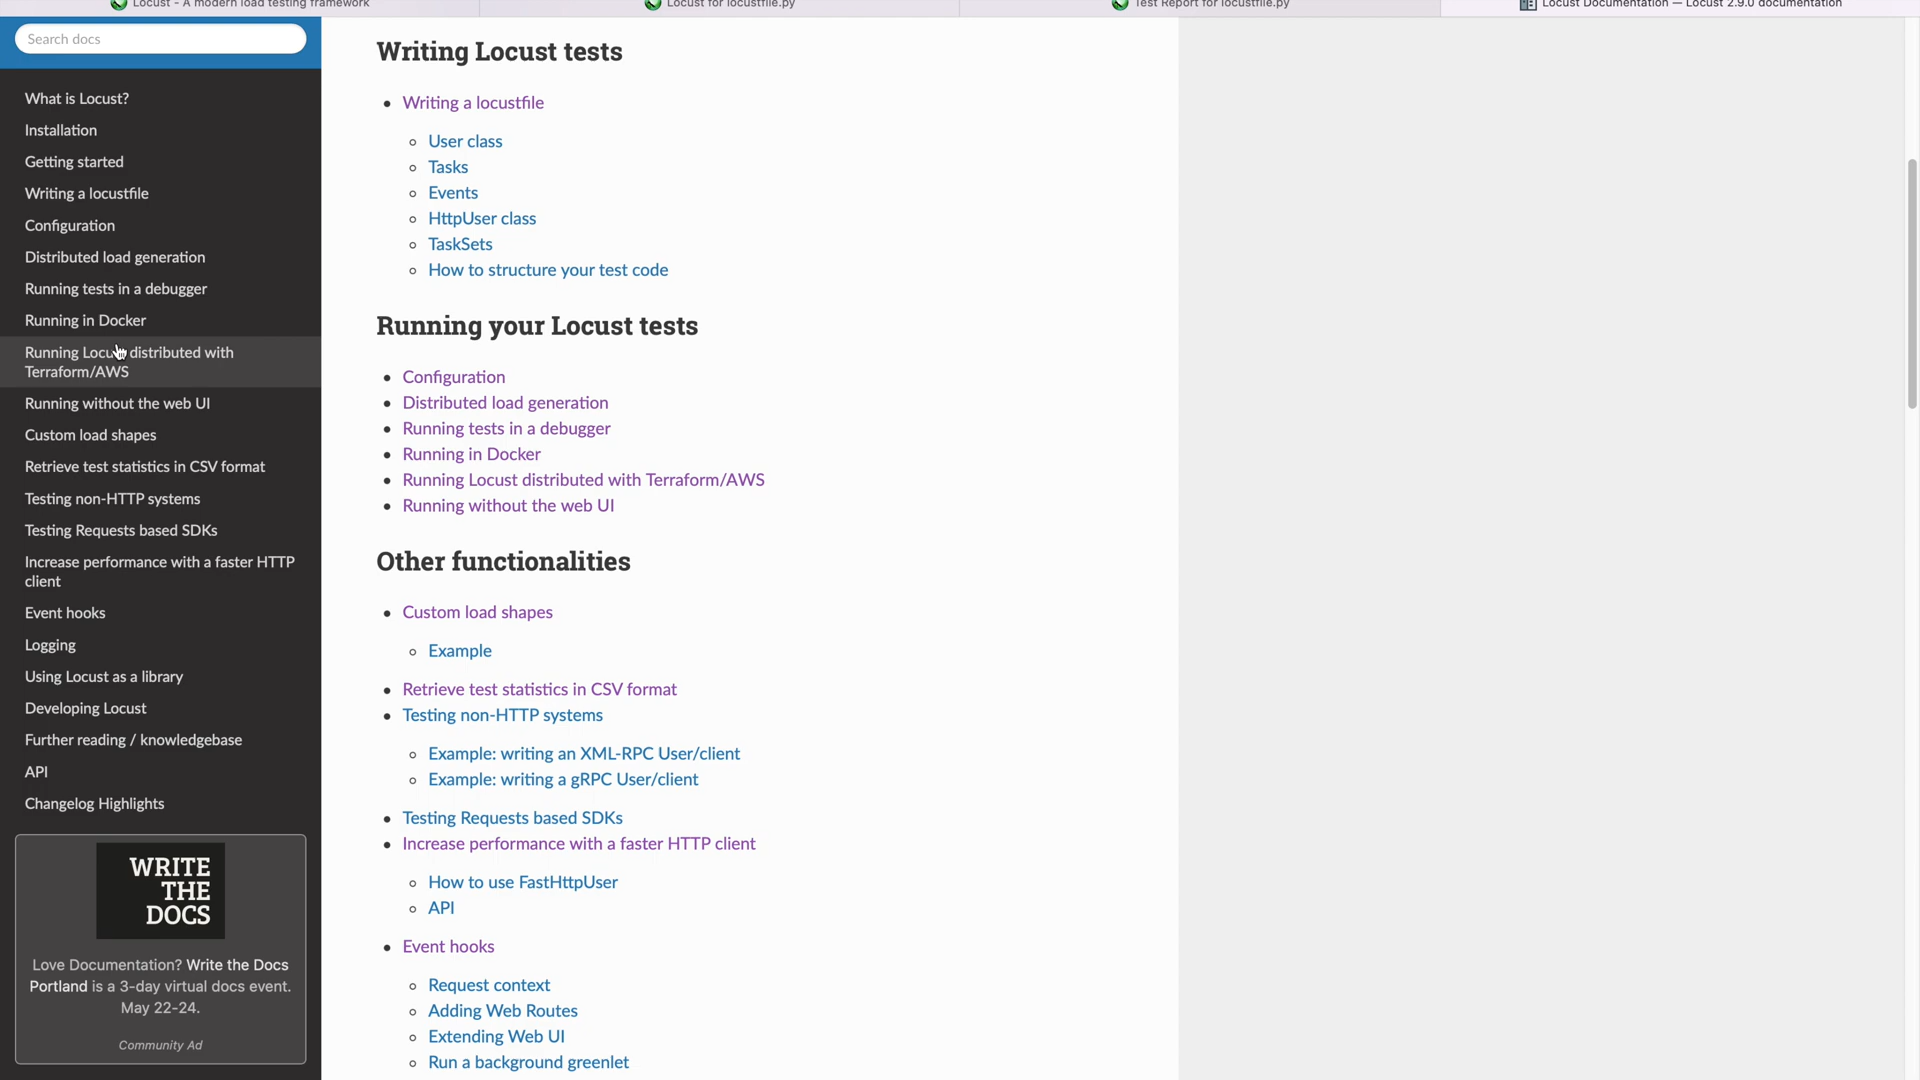 Locust - A modern load testing framework
Locust for locustfile.py
Test Report for locustfile.py
Locust Documentation — Locust 2.9.0 documentation
Search docs
What is Locust?
Installation
Getting started
Writing a locustfile
Configuration
Distributed load generation
Running tests in a debugger
Running in Docker
Running Locust distributed with
Terraform/AWS
Running without the web UI
Custom load shapes
Retrieve test statistics in CSV format
Testing non-HTTP systems
Testing Requests based SDKs
Increase performance with a faster HTTP
client
Event hooks
Logging
Using Locust as a library
Developing Locust
Further reading / knowledgebase
API
Changelog Highlights
WRITE
THE
DOCS
Love Documentation? Write the Docs
Portland is a 3-day virtual docs event.
May 22-24.
Community Ad
Writing Locust tests
Writing a locustfile
User class
Tasks
Events
HttpUser class
TaskSets
How to structure your test code
Running your Locust tests
Configuration
Distributed load generation
Running tests in a debugger
Running in Docker
Running Locust distributed with Terraform/AWS
Running without the web UI
Other functionalities
Custom load shapes
Example
Retrieve test statistics in CSV format
Testing non-HTTP systems
Example: writing an XML-RPC User/client
Example: writing a gRPC User/client
Testing Requests based SDKs
Increase performance with a faster HTTP client
How to use FastHttpUser
API
Event hooks
Request context
Adding Web Routes
Extending Web UI
Run a background greenlet